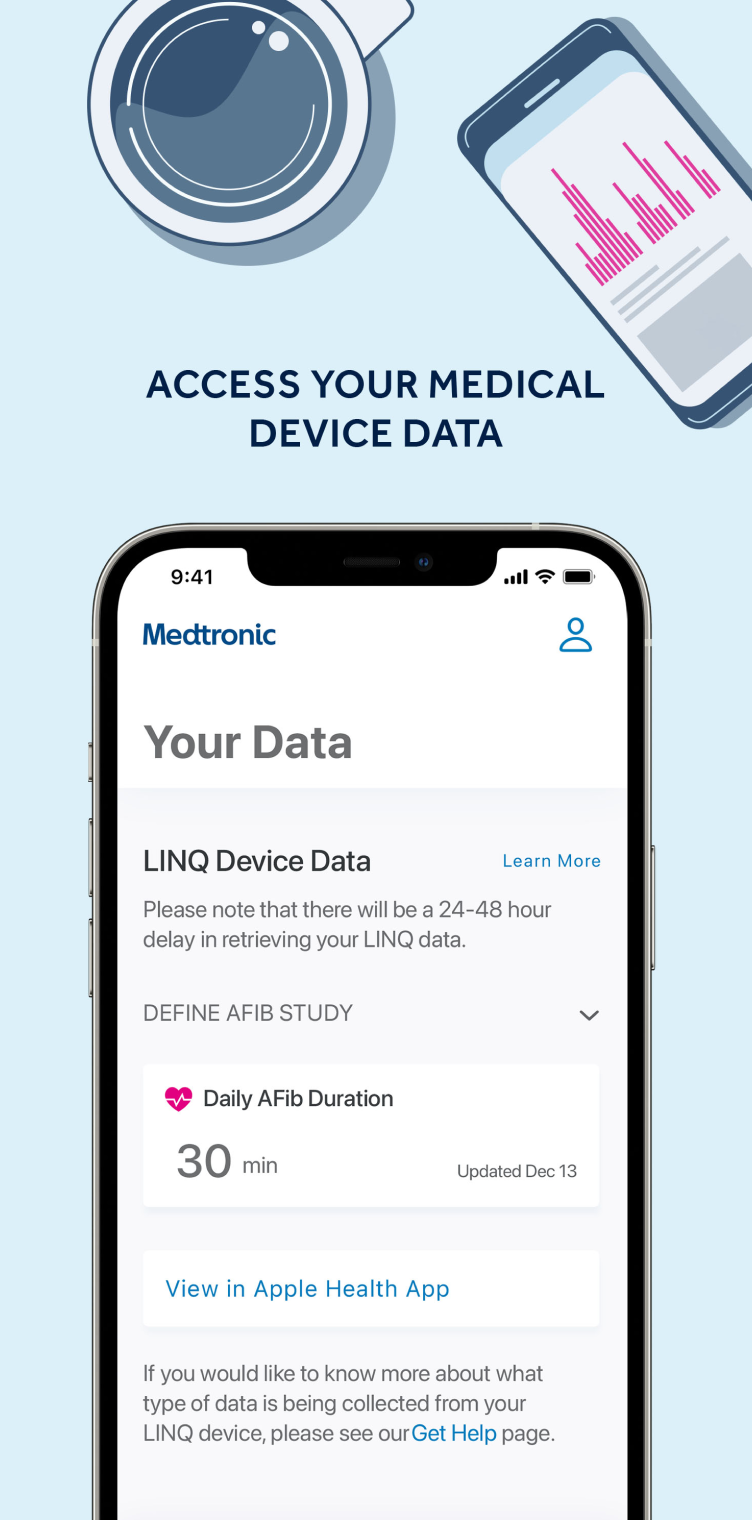 ACCESS YOUR MEDICAL
DEVICE DATA
9:41
Medtronic
Your Data
LINQ Device Data
Learn More
Please note that there will be a 24-48 hour
delay in retrieving your LINQ data.
DEFINE AFIB STUDY
Daily AFib Duration
30 min
Updated Dec 13
View in Apple Health App
If you would like to know more about what
type of data is being collected from your
LINQ device, please see our Get Help page.